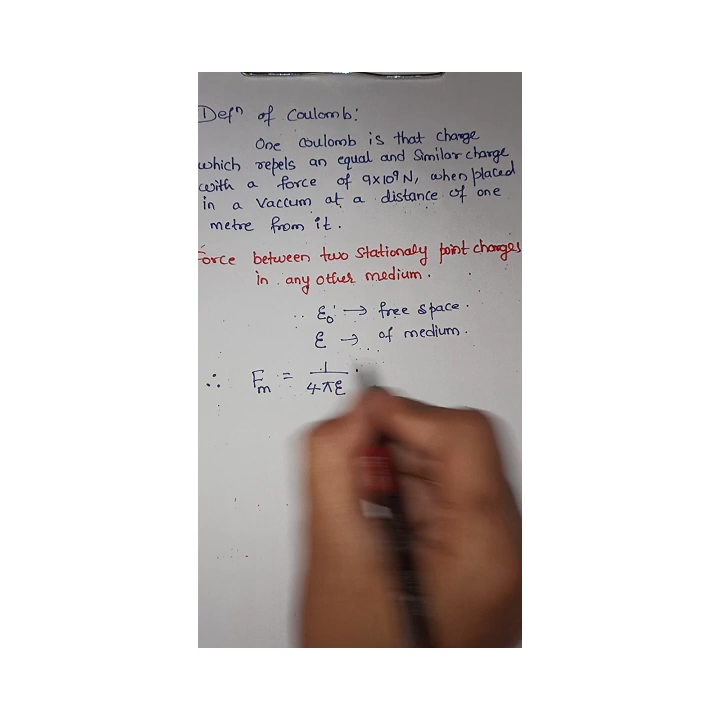 Defⁿ of Coulomb:
One coulomb is that charge
which repels an equal and Similar charge
with a force of 9x10⁹ N, when placed
in a vaccum at a distance of one
metre from it.
Force between two stationaly point charges
in any other medium.
ε₀ → free space.
ε → of medium.
∴ Fm = 1/4πε